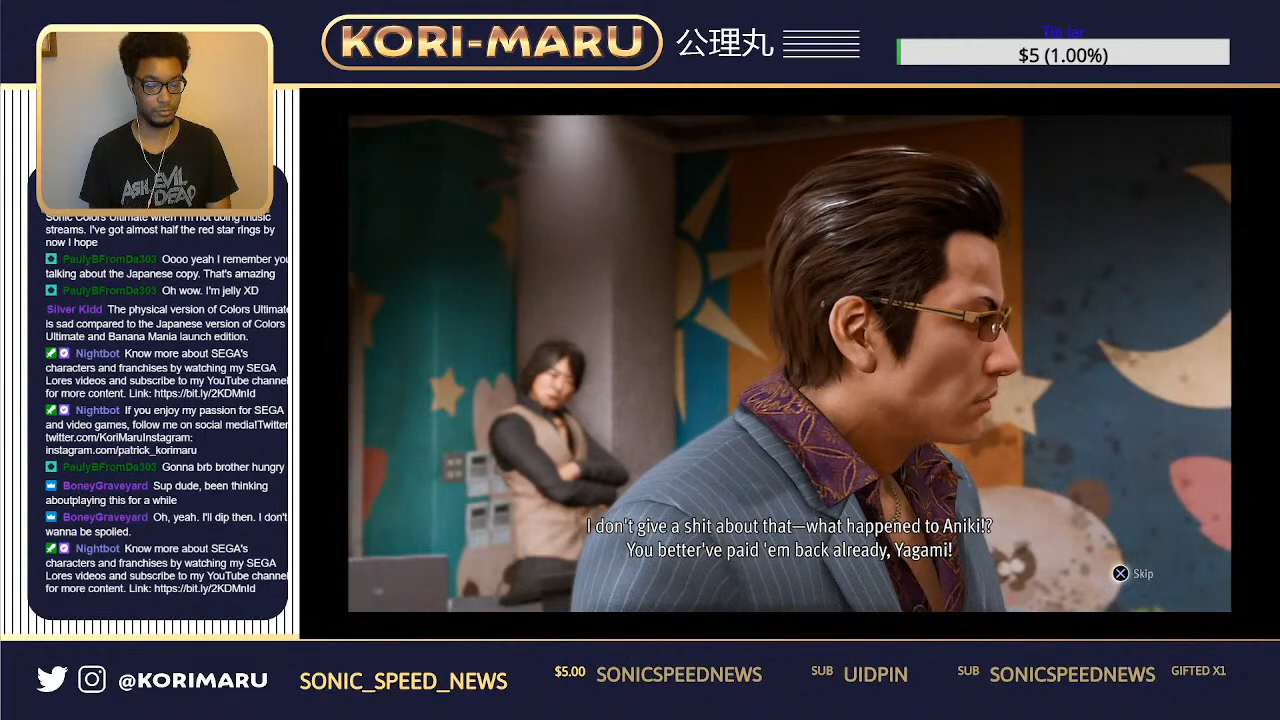 KORI-MARU
公理丸
Tip Jar
$5 (1.00%)
ASH EVIL
DEAD
Sonic Colors Ultimate when I'm not doing music
streams. I've got almost half the red star rings by
now I hope
PaulyBFromDa303 Oooo yeah I remember you
talking about the Japanese copy. That's amazing
PaulyBFromDa303 Oh wow. I'm jelly XD
Silver Kidd The physical version of Colors Ultimate
is sad compared to the Japanese version of Colors
Ultimate and Banana Mania launch edition.
Nightbot Know more about SEGA's
characters and franchises by watching my SEGA
Lores videos and subscribe to my YouTube channel
for more content. Link: https://bit.ly/2KDMnId
Nightbot If you enjoy my passion for SEGA
and video games, follow me on social media!Twitter
twitter.com/KoriMaruInstagram:
instagram.com/patrick_korimaru
PaulyBFromDa303 Gonna brb brother hungry
BoneyGraveyard Sup dude, been thinking
aboutplaying this for a while
BoneyGraveyard Oh, yeah. I'll dip then. I don't
wanna be spoiled.
Nightbot Know more about SEGA's
characters and franchises by watching my SEGA
Lores videos and subscribe to my YouTube channel
for more content. Link: https://bit.ly/2KDMnId
I don't give a shit about that—what happened to Aniki!?
You better've paid 'em back already, Yagami!
Skip
@KORIMARU
SONIC_SPEED_NEWS
$5.00 SONICSPEEDNEWS
SUB UIDPIN
SUB SONICSPEEDNEWS GIFTED X1